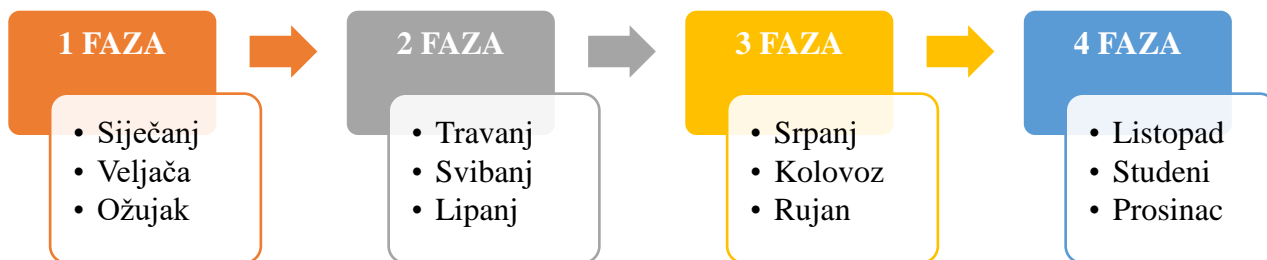 1 FAZA
• Siječanj
• Veljača
• Ožujak
2 FAZA
• Travanj
• Svibanj
• Lipanj
3 FAZA
• Srpanj
• Kolovoz
• Rujan
4 FAZA
• Listopad
• Studeni
• Prosinac